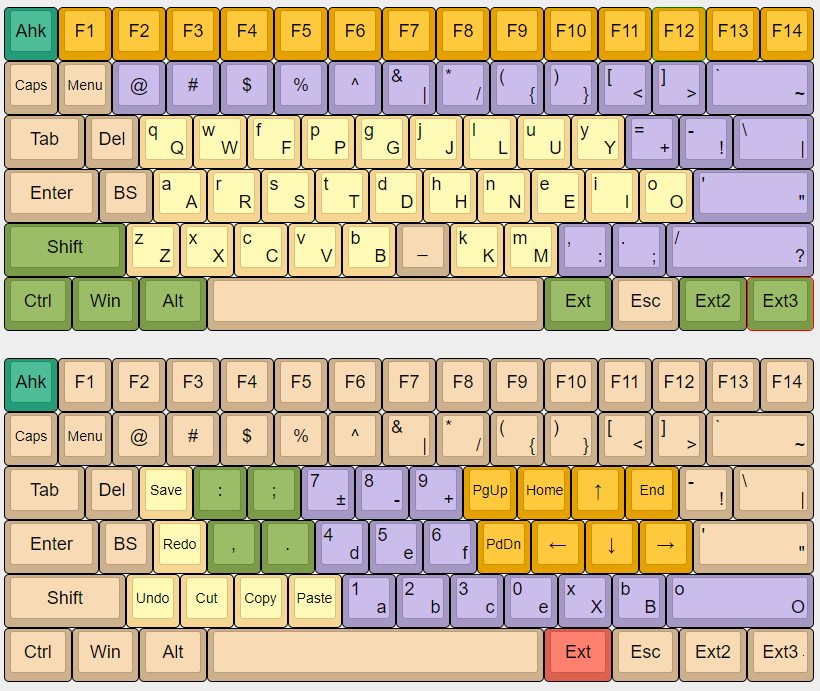 Ahk F1 F2 F3 F4 F5 F6 F7 F8 F9 F10 F11 F12 F13 F14
Caps Menu @ # $ % ^ & | * / ( { ) } [ < ] > ` ~
Tab Del q Q w W f F p P g G j J l L u U y Y = + - ! \ |
Enter BS a A r R s S t T d D h H n N e E i I o O ' "
Shift z Z x X c C v V b B _ k K m M , : . ; / ?
Ctrl Win Alt Ext Esc Ext2 Ext3
Ahk F1 F2 F3 F4 F5 F6 F7 F8 F9 F10 F11 F12 F13 F14
Caps Menu @ # $ % ^ & | * / ( { ) } [ < ] > ` ~
Tab Del Save : ; 7 ± 8 - 9 + PgUp Home ↑ End - ! \ |
Enter BS Redo , . 4 d 5 e 6 f PdDn ← ↓ → ' "
Shift Undo Cut Copy Paste 1 a 2 b 3 c 0 e x X b B o O
Ctrl Win Alt Ext Esc Ext2 Ext3 .